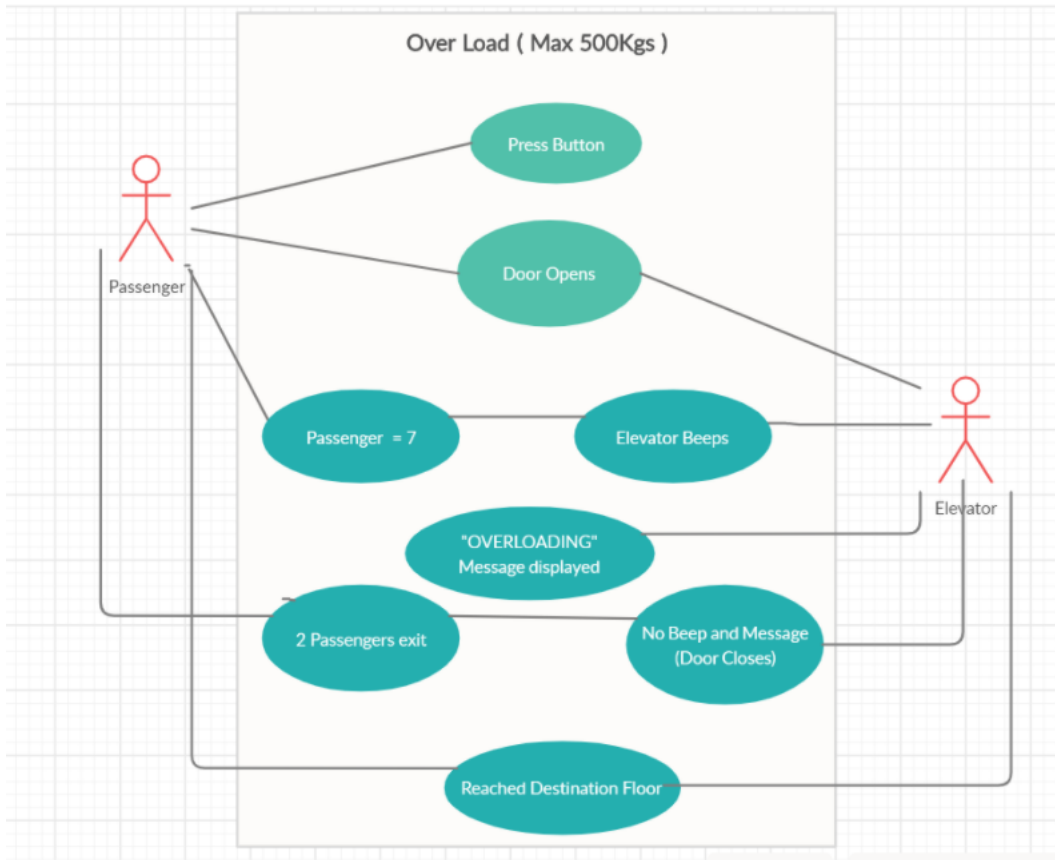 Over Load ( Max 500Kgs )
Press Button
Door Opens
Passenger
Passenger = 7
Elevator Beeps
Elevator
"OVERLOADING"
Message displayed
2 Passengers exit
No Beep and Message
(Door Closes)
Reached Destination Floor